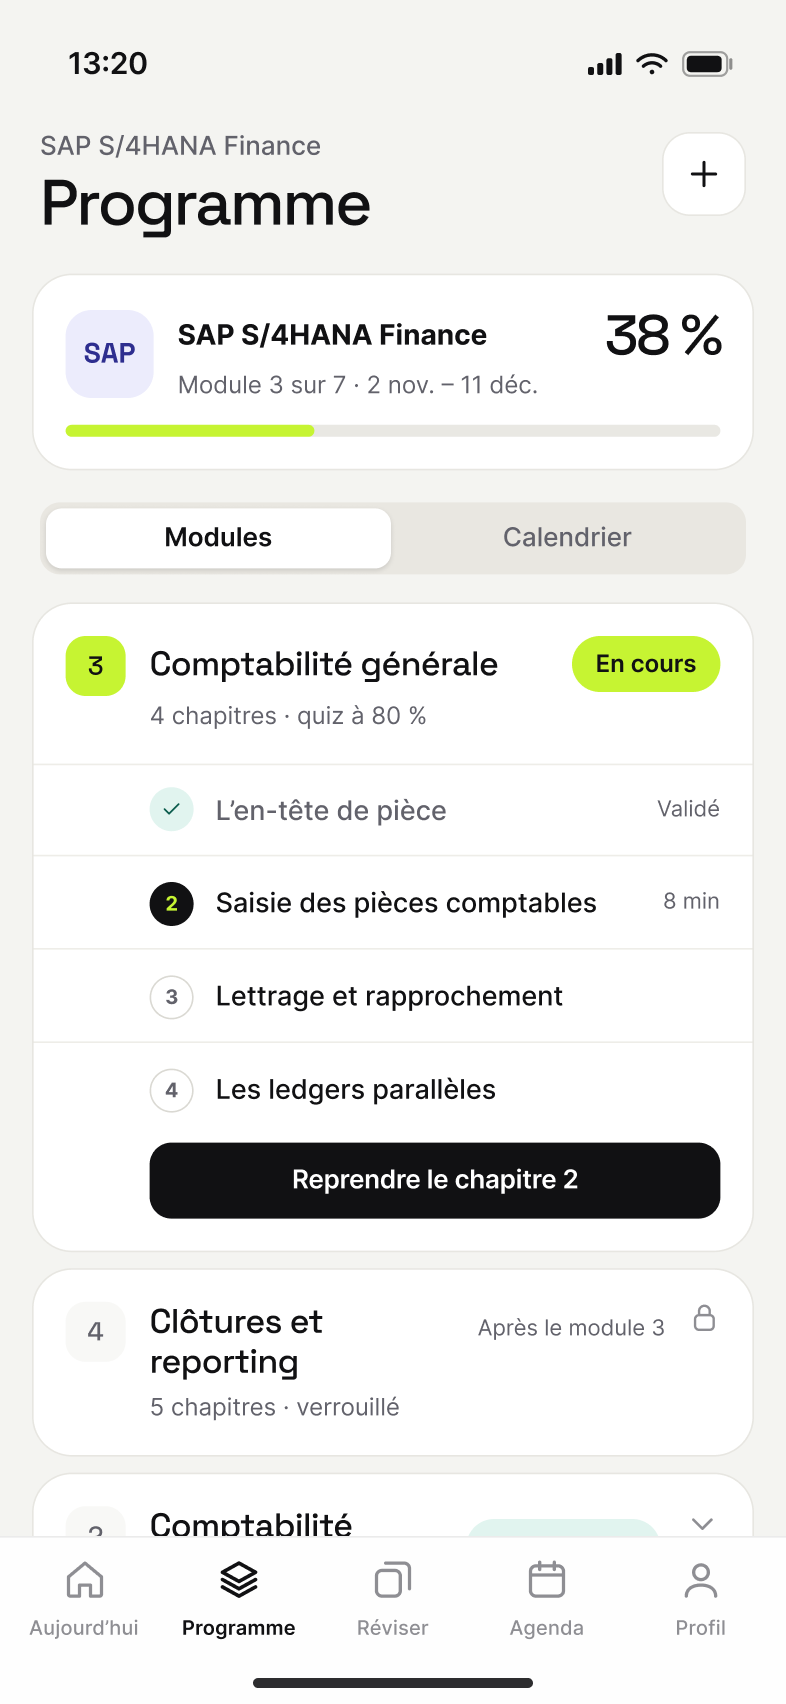 13:20
SAP S/4HANA Finance
Programme
SAP
SAP S/4HANA Finance
38 %
Module 3 sur 7 · 2 nov. – 11 déc.
Modules
Calendrier
3
Comptabilité générale
En cours
4 chapitres · quiz à 80 %
L’en-tête de pièce
Validé
2
Saisie des pièces comptables
8 min
3
Lettrage et rapprochement
4
Les ledgers parallèles
Reprendre le chapitre 2
4
Clôtures et
reporting
Après le module 3
5 chapitres · verrouillé
Comptabilité
Aujourd’hui
Programme
Réviser
Agenda
Profil